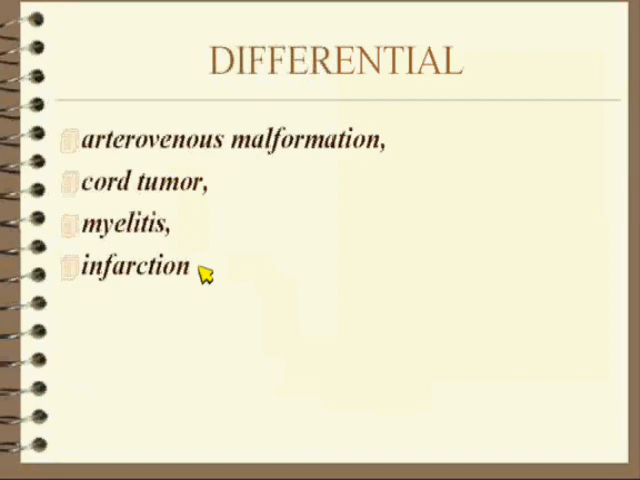 DIFFERENTIAL
arterovenous malformation,
cord tumor,
myelitis,
infarction